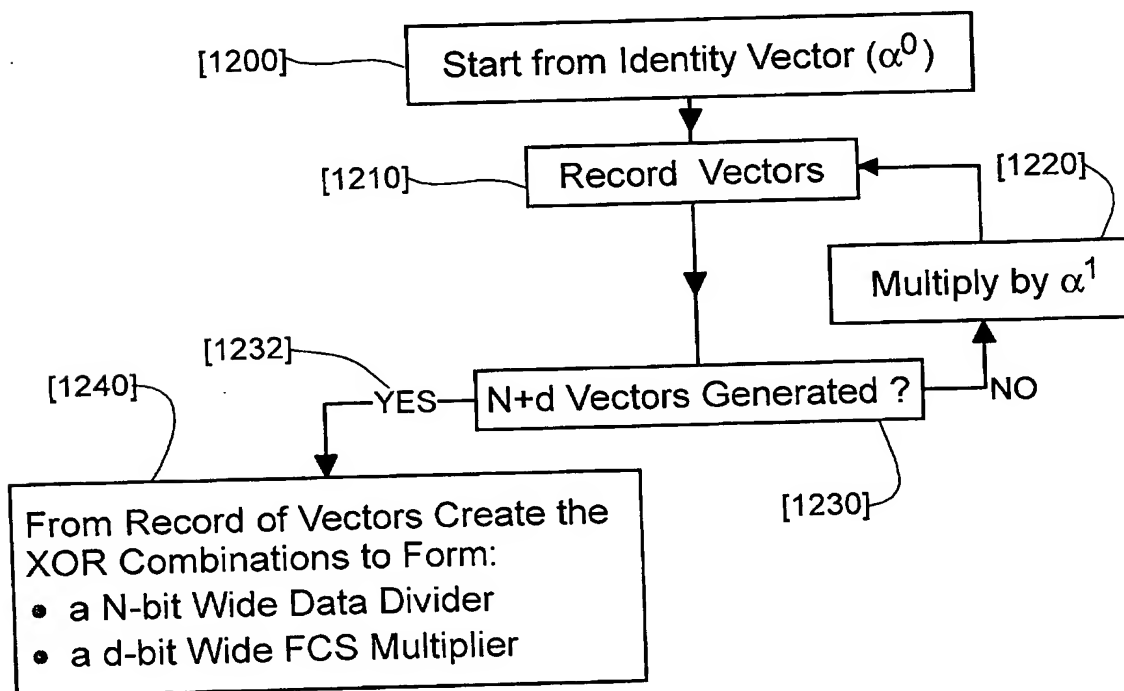 [1200]
Start from Identity Vector (α⁰)
[1210]
Record Vectors
[1220]
Multiply by α¹
[1232]
[1240]
YES
N+d Vectors Generated ?
NO
[1230]
From Record of Vectors Create the
XOR Combinations to Form:
• a N-bit Wide Data Divider
• a d-bit Wide FCS Multiplier